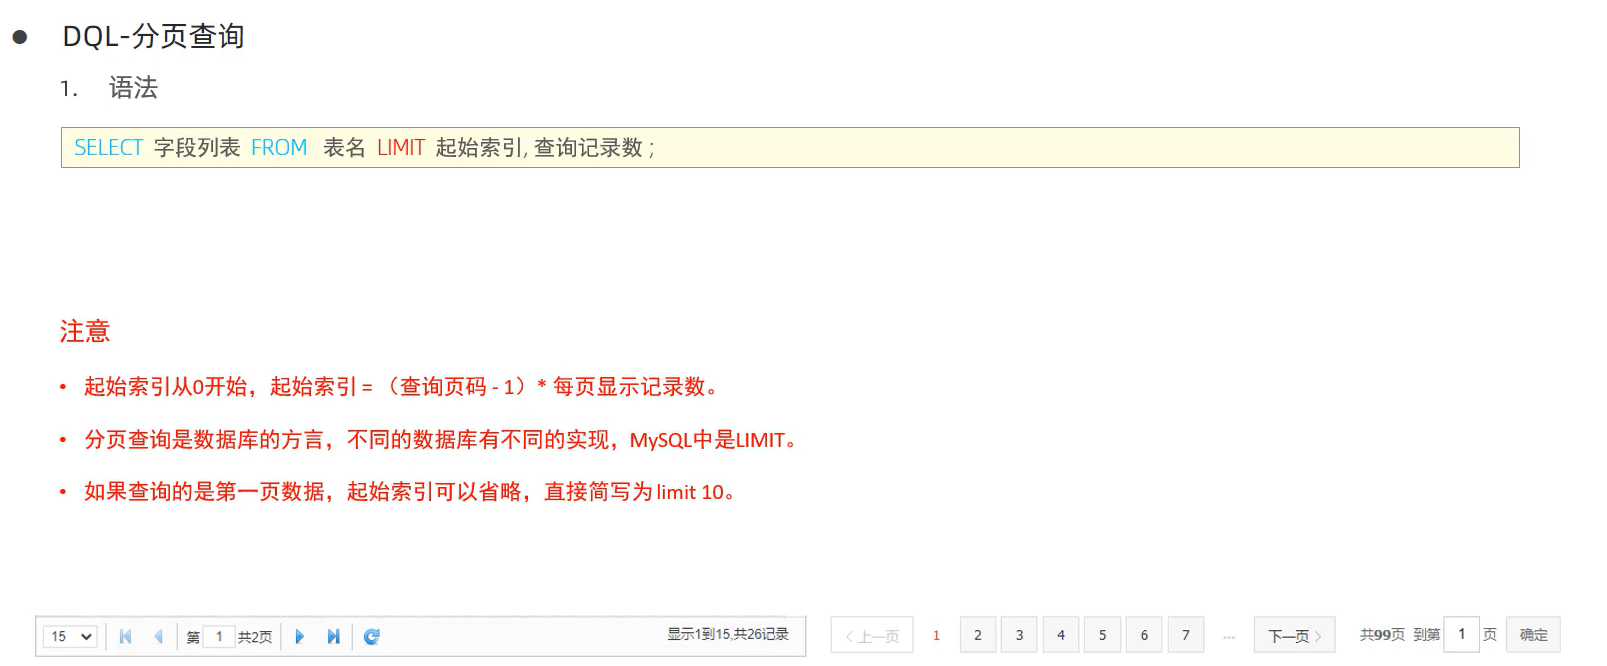 DQL-分页查询
1. 语法
SELECT 字段列表 FROM 表名 LIMIT 起始索引, 查询记录数 ;
注意
• 起始索引从0开始，起始索引 = （查询页码 - 1）* 每页显示记录数。
• 分页查询是数据库的方言，不同的数据库有不同的实现，MySQL中是LIMIT。
• 如果查询的是第一页数据，起始索引可以省略，直接简写为 limit 10。
15 第 1 共2页 显示1到15,共26记录 <上一页 1 2 3 4 5 6 7 ... 下一页> 共99页 到第 1 页 确定